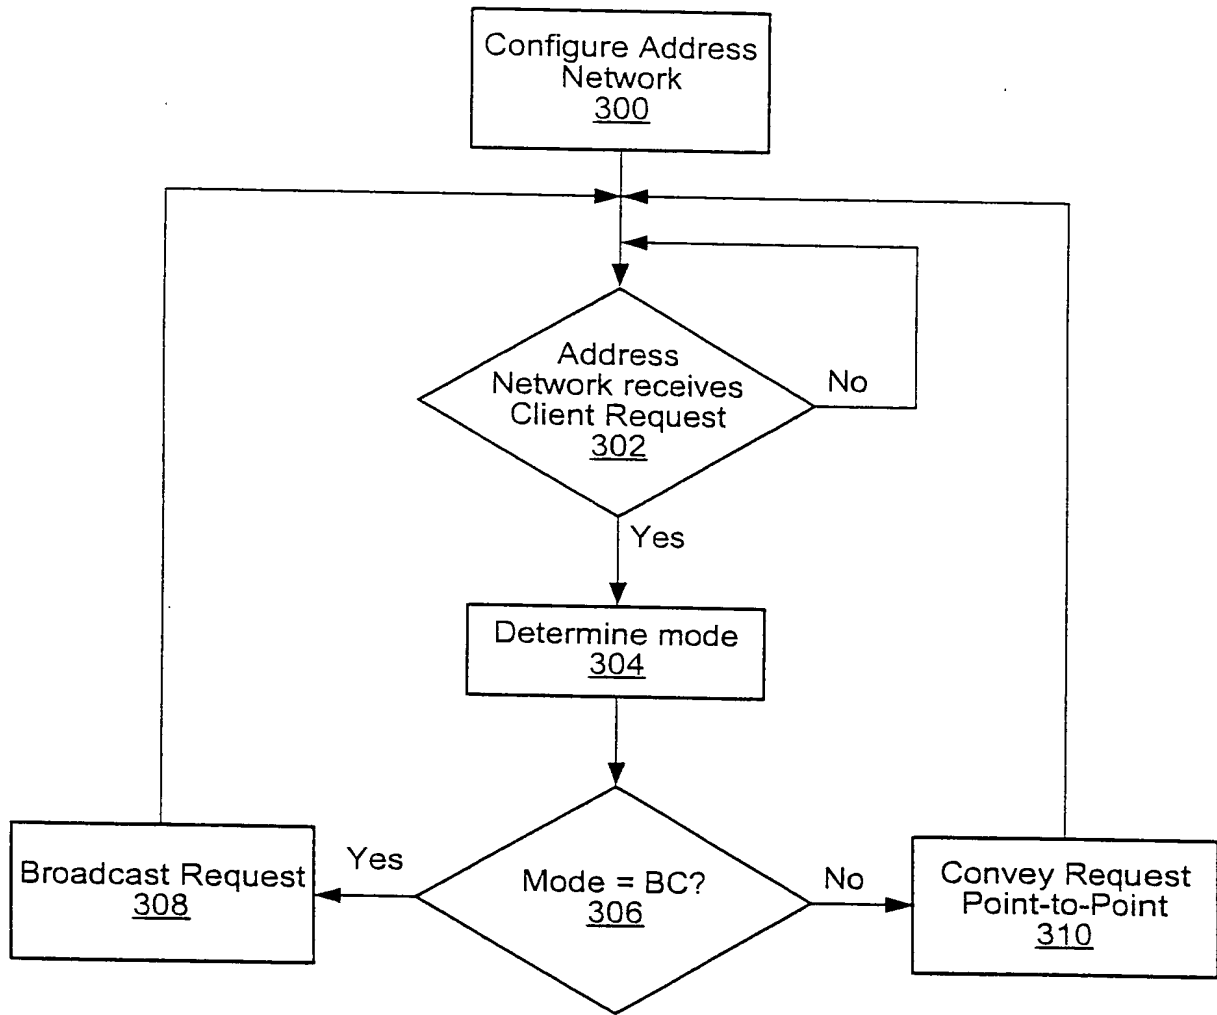 Configure Address
Network
300
Address
Network receives
Client Request
302
No
Yes
Determine mode
304
Broadcast Request
308
Yes
Mode = BC?
306
No
Convey Request
Point-to-Point
310